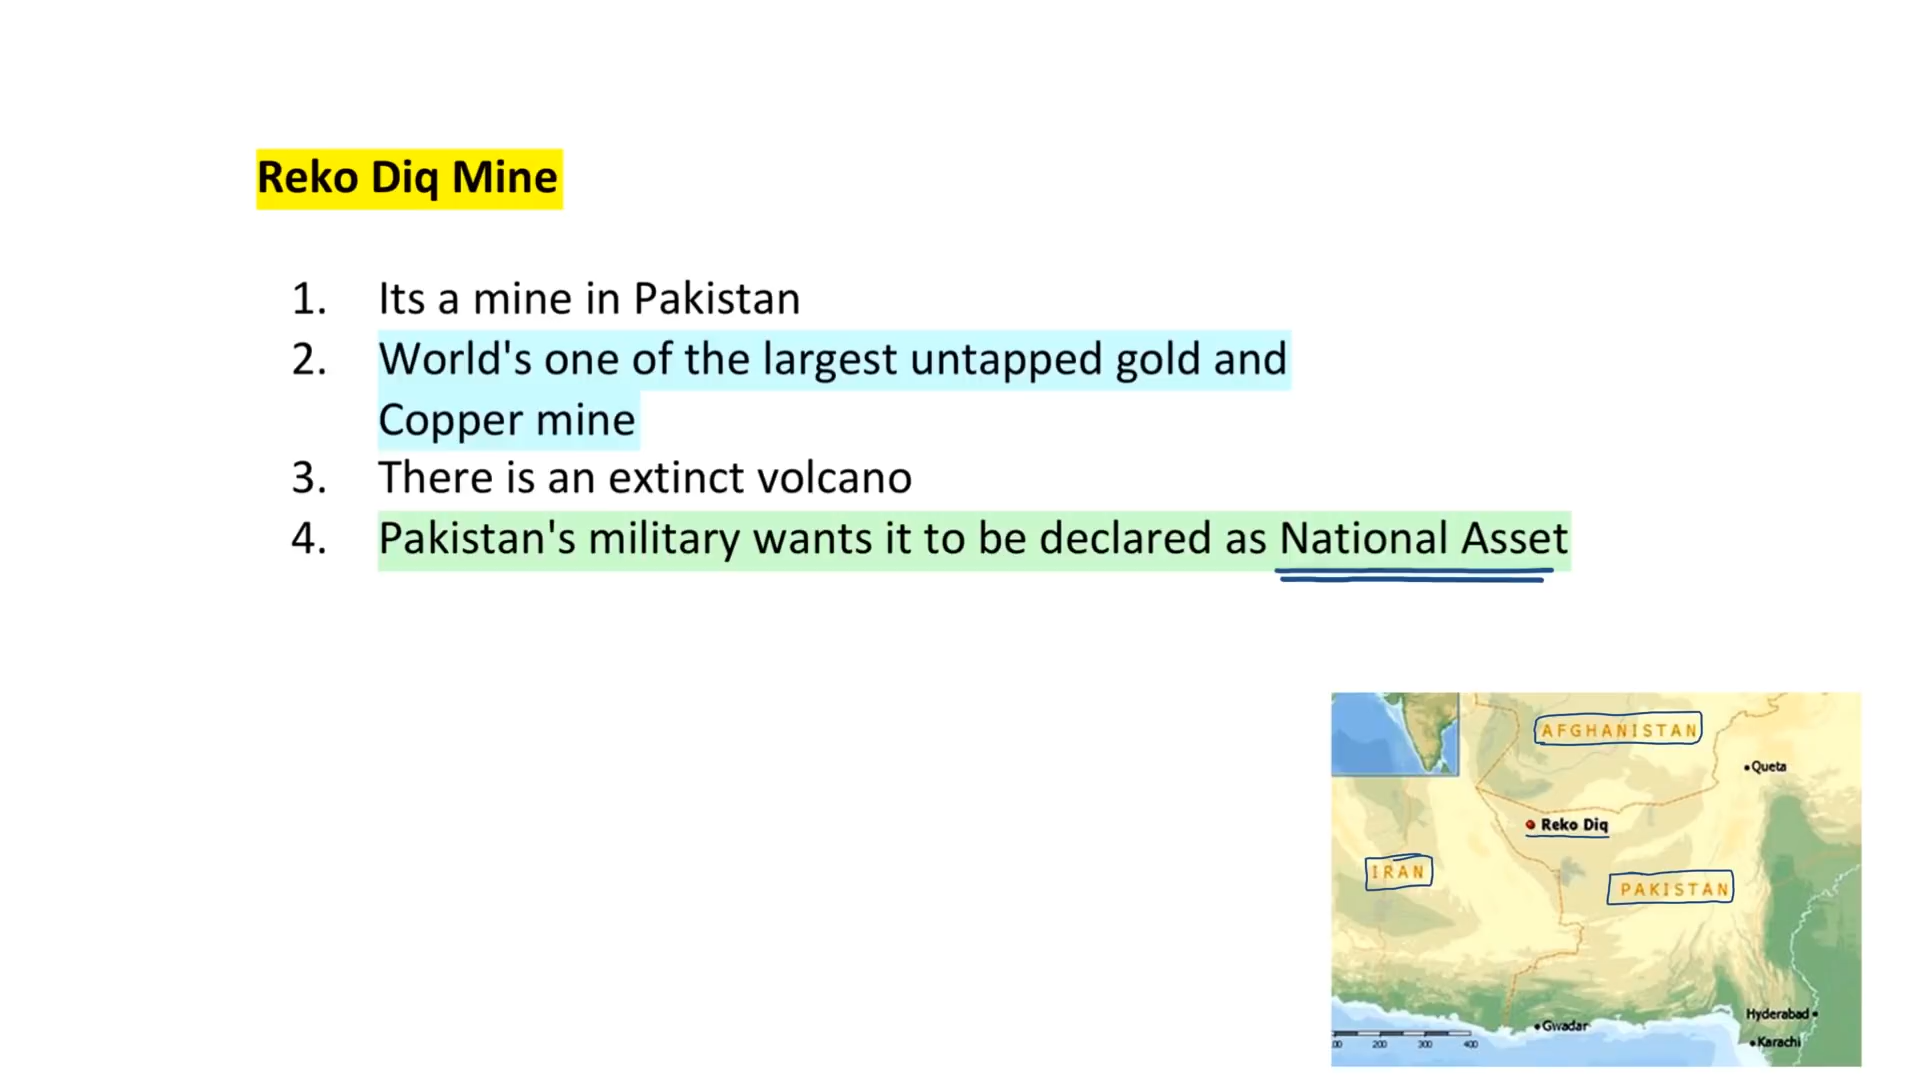 Reko Diq Mine
1. Its a mine in Pakistan
2. World's one of the largest untapped gold and
Copper mine
3. There is an extinct volcano
4. Pakistan's military wants it to be declared as National Asset
AFGHANISTAN
•Queta
Reko Diq
IRAN
PAKISTAN
Hyderabad•
•Gwadar
•Karachi
200 300 400